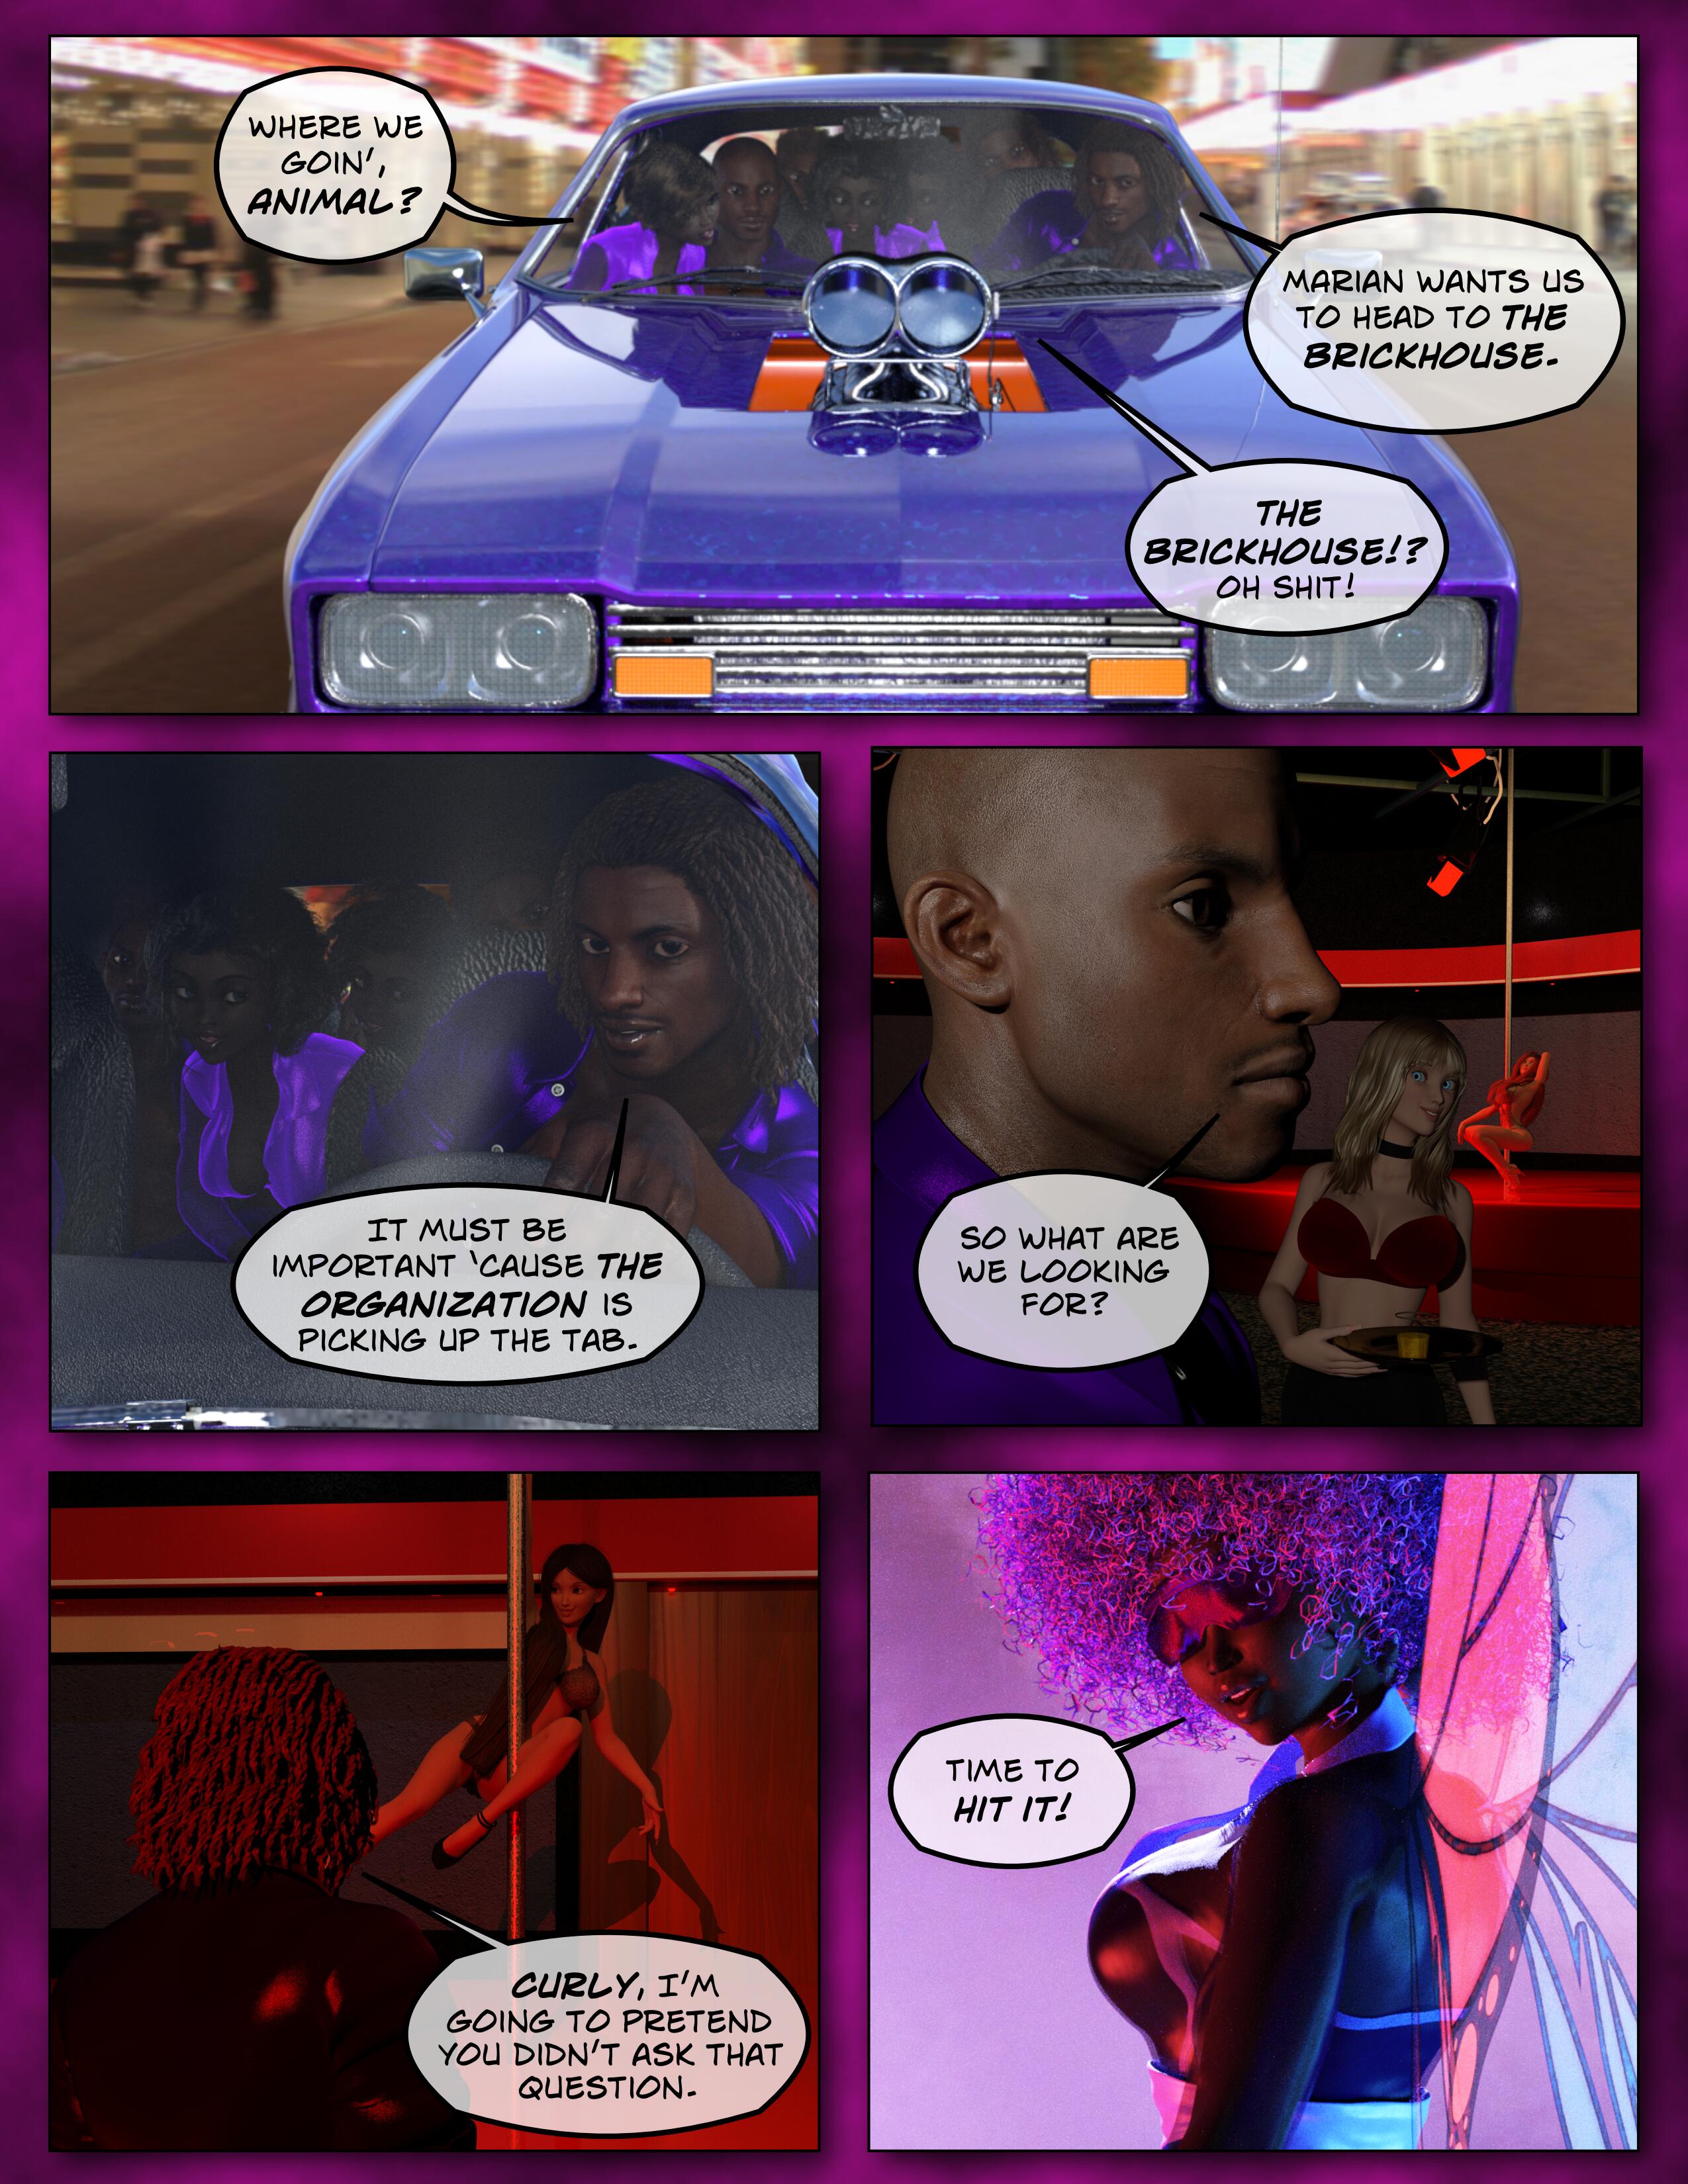 WHERE WE
GOIN',
ANIMAL?
MARIAN WANTS US
TO HEAD TO THE
BRICKHOUSE.
THE
BRICKHOUSE!?
OH SHIT!
IT MUST BE
IMPORTANT 'CAUSE THE
ORGANIZATION IS
PICKING UP THE TAB.
SO WHAT ARE
WE LOOKING
FOR?
CURLY, I'M
GOING TO PRETEND
YOU DIDN'T ASK THAT
QUESTION.
TIME TO
HIT IT!